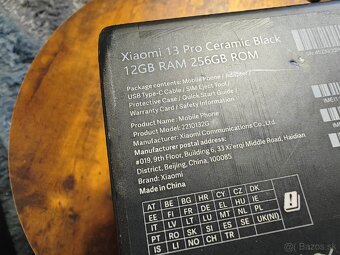 Xiaomi 13 Pro Ceramic Black
12GB RAM 256GB ROM
Package contents: Mobile Phone / Adapter /
USB Type-C Cable / SIM Eject Tool /
Protective Case / Quick Start Guide /
Warranty Card / Safety Information
Product Name: Mobile Phone
Product Model: 2210132G
Manufacturer: Xiaomi Communications Co., Ltd.
Manufacturer postal address:
#019, 9th Floor, Building 6, 33 Xi'erqi Middle Road, Haidian
District, Beijing, China, 100085
Brand: Xiaomi
Made in China
AT BE BG HR CY CZ DK
EE FI FR DE GR HU IE
IT LV LT LU MT NL PL
PT RO SK SI ES SE UK(NI)
IS LI NO CH TR
bazos.sk